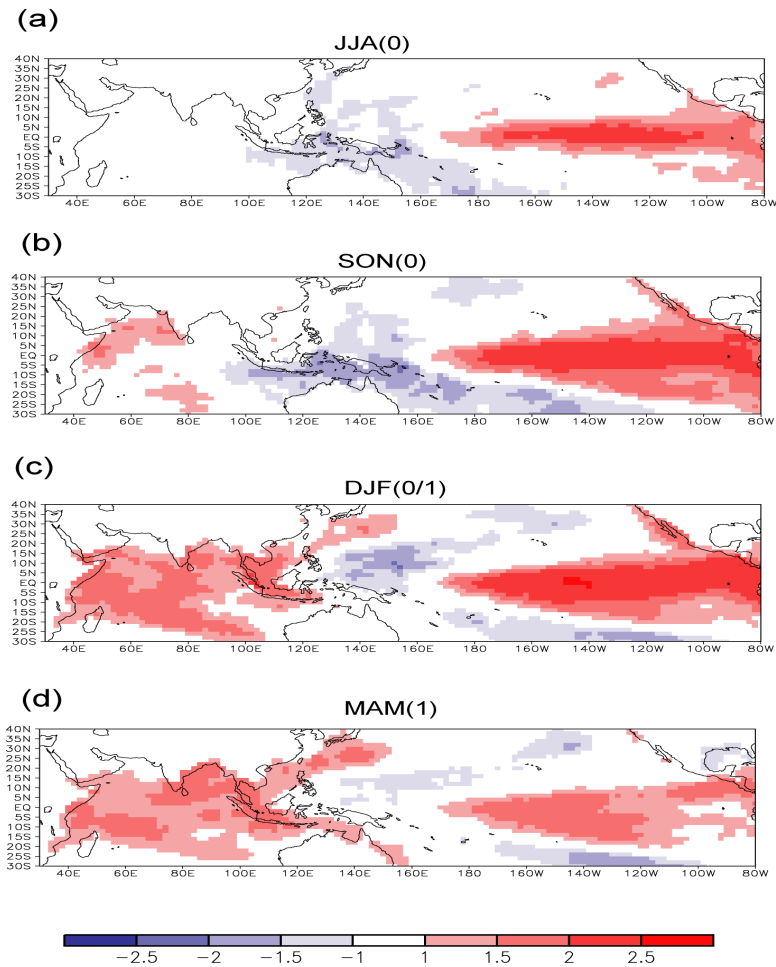 (a)
JJA(0)
40N
35N
30N
25N
20N
15N
10N
5N
EQ
5S
10S
15S
20S
25S
30S
40E 60E 80E 100E 120E 140E 160E 180 160W 140W 120W 100W 80W
(b)
SON(0)
40N
35N
30N
25N
20N
15N
10N
5N
EQ
5S
10S
15S
20S
25S
30S
40E 60E 80E 100E 120E 140E 160E 180 160W 140W 120W 100W 80W
(c)
DJF(0/1)
40N
35N
30N
25N
20N
15N
10N
5N
EQ
5S
10S
15S
20S
25S
30S
40E 60E 80E 100E 120E 140E 160E 180 160W 140W 120W 100W 80W
(d)
MAM(1)
40N
35N
30N
25N
20N
15N
10N
5N
EQ
5S
10S
15S
20S
25S
30S
40E 60E 80E 100E 120E 140E 160E 180 160W 140W 120W 100W 80W
−2.5 −2 −1.5 −1 1 1.5 2 2.5